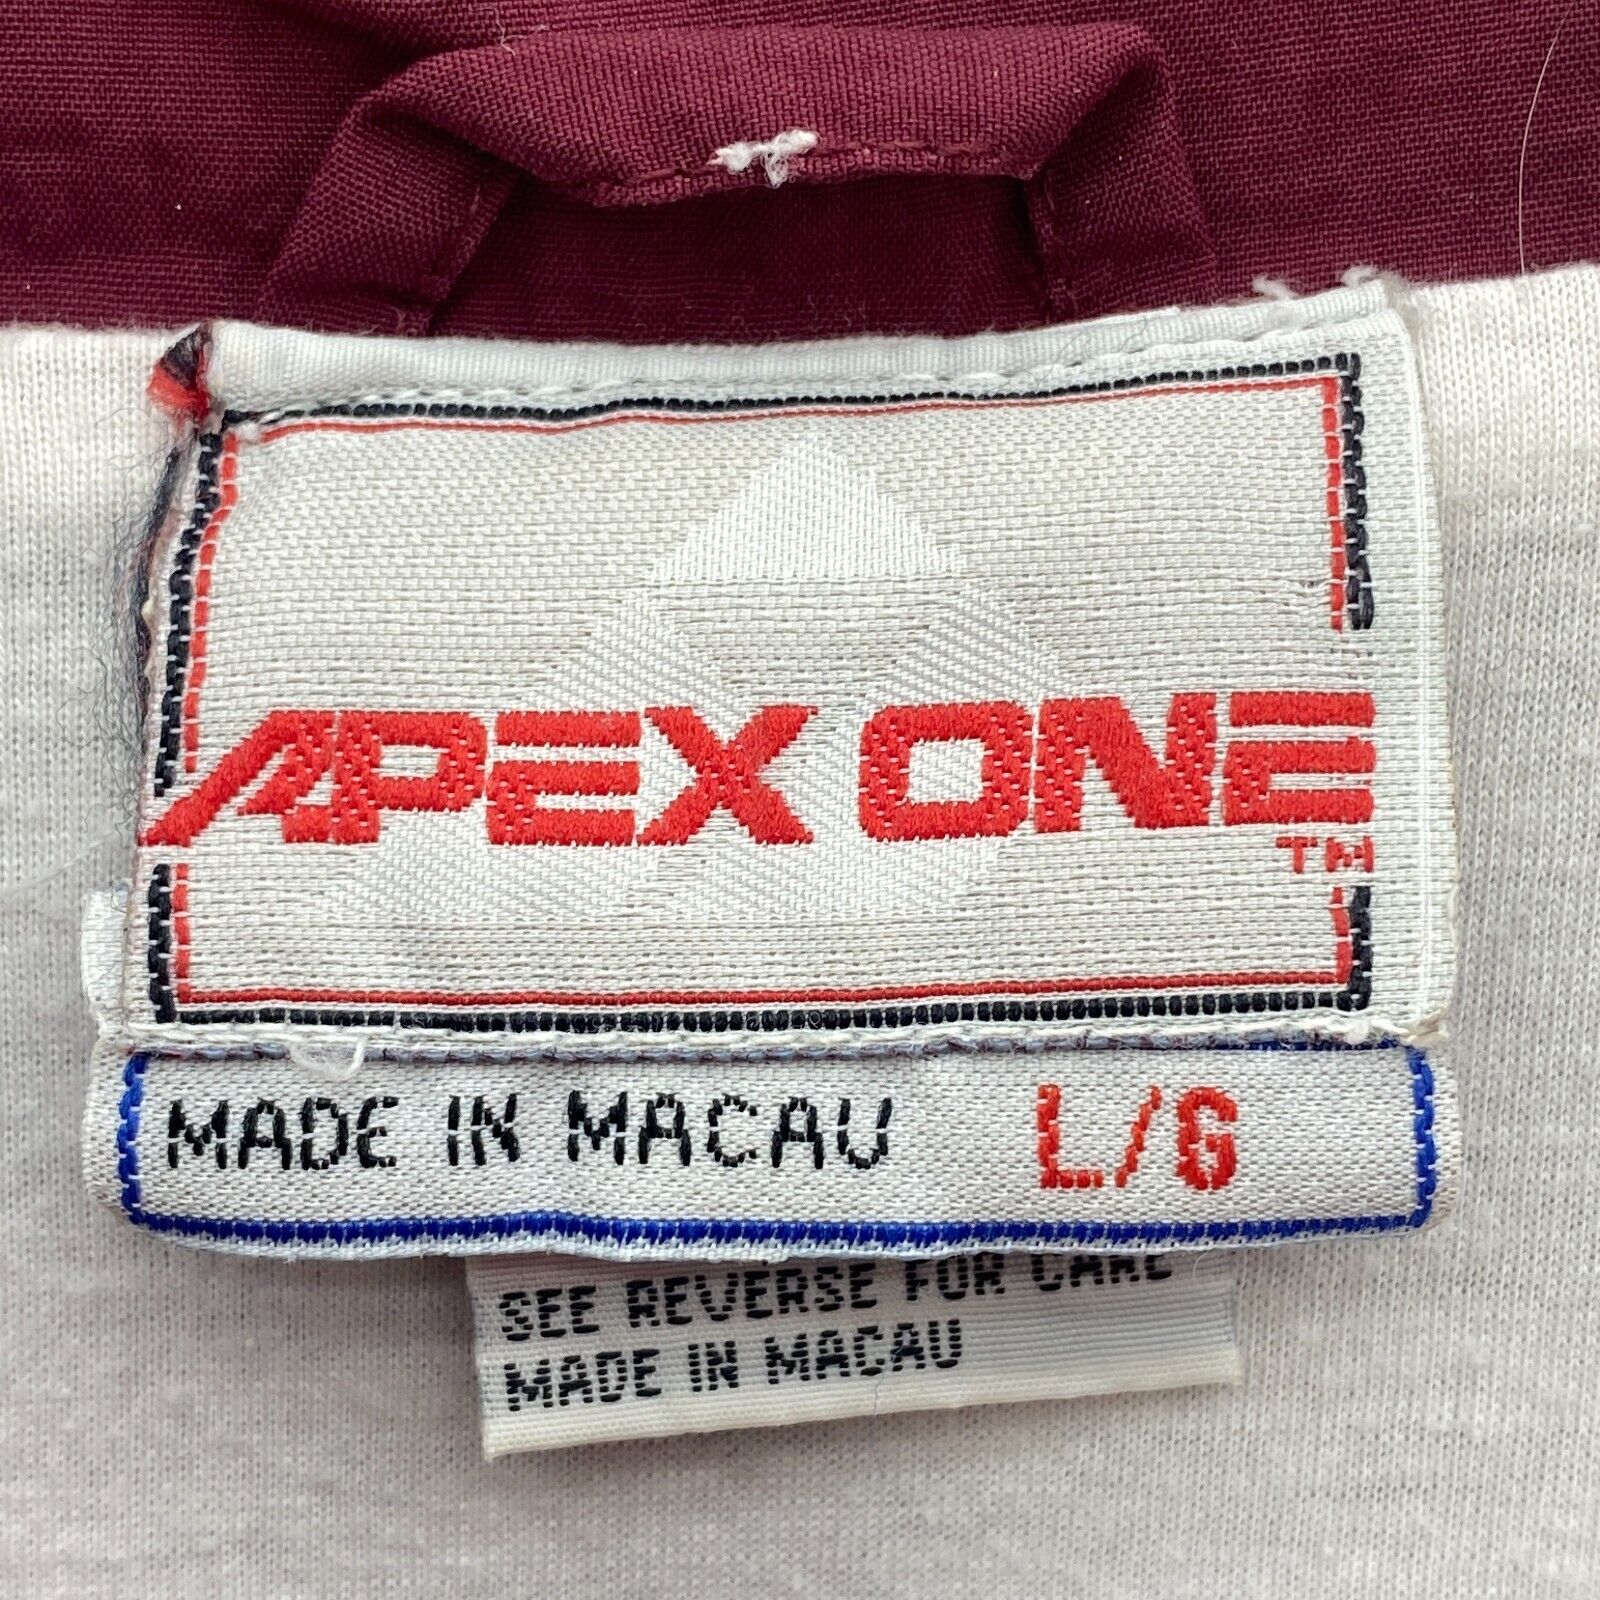 APEX ONE
TM
MADE IN MACAU L/G
SEE REVERSE FOR CARE
MADE IN MACAU